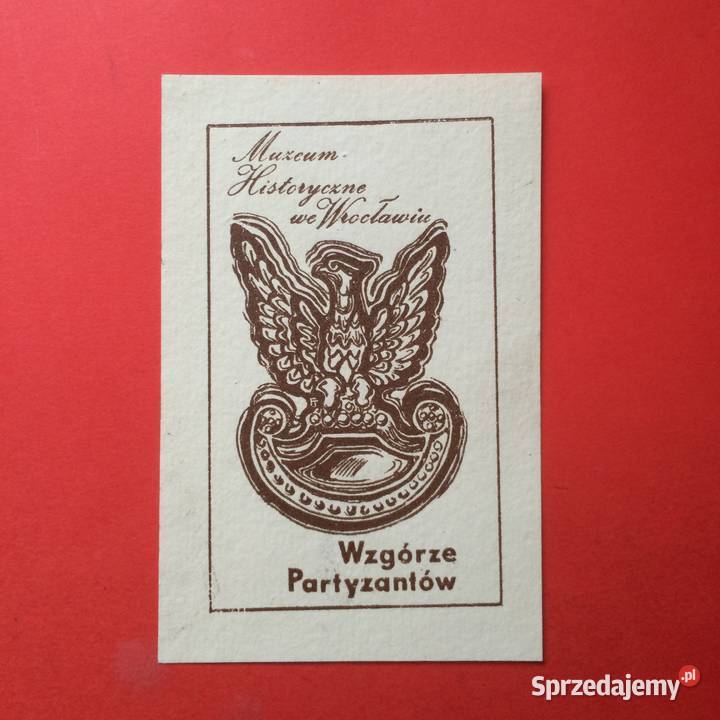 Muzeum
Historyczne
we Wrocławiu
Wzgórze
Partyzantów
Sprzedajemy.pl